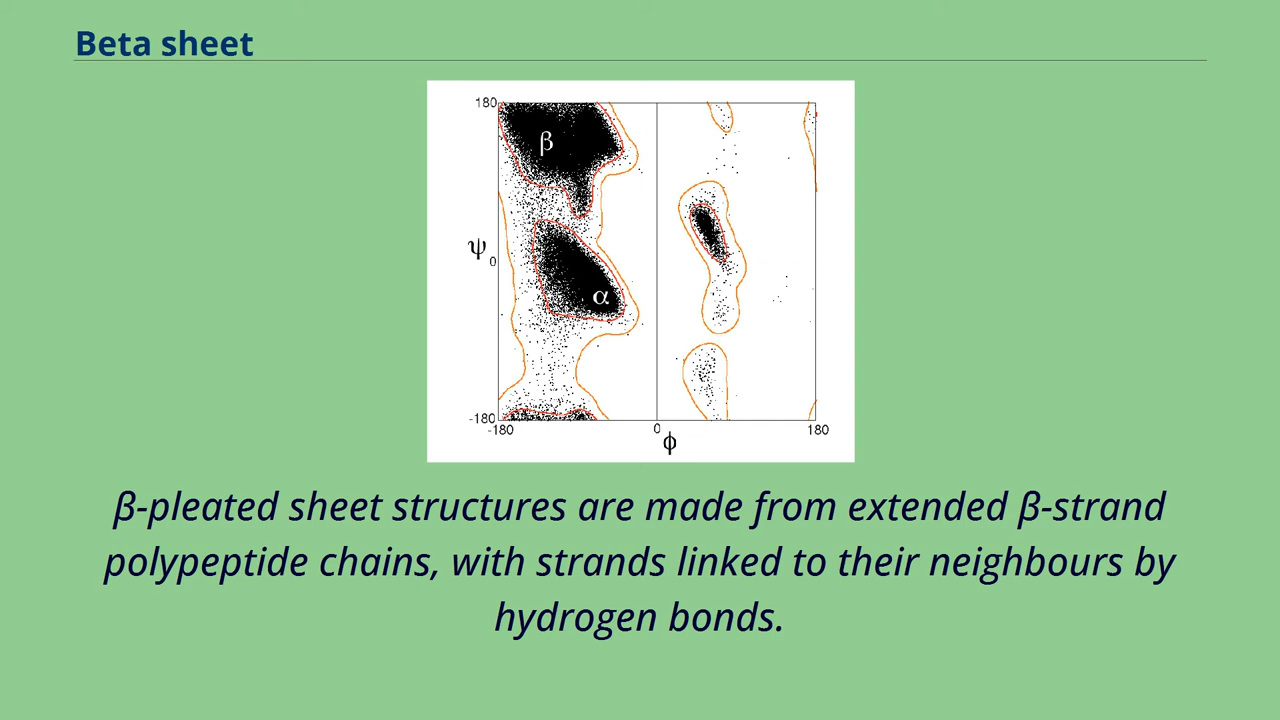 Beta sheet
180
β
ψ
0
α
-180
-180
0
180
ϕ
β-pleated sheet structures are made from extended β-strand
polypeptide chains, with strands linked to their neighbours by
hydrogen bonds.